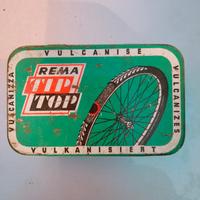 VULCANISE
REMA
TIP
TOP
VULCANIZZA
VULCANIZES
VULKANISIERT